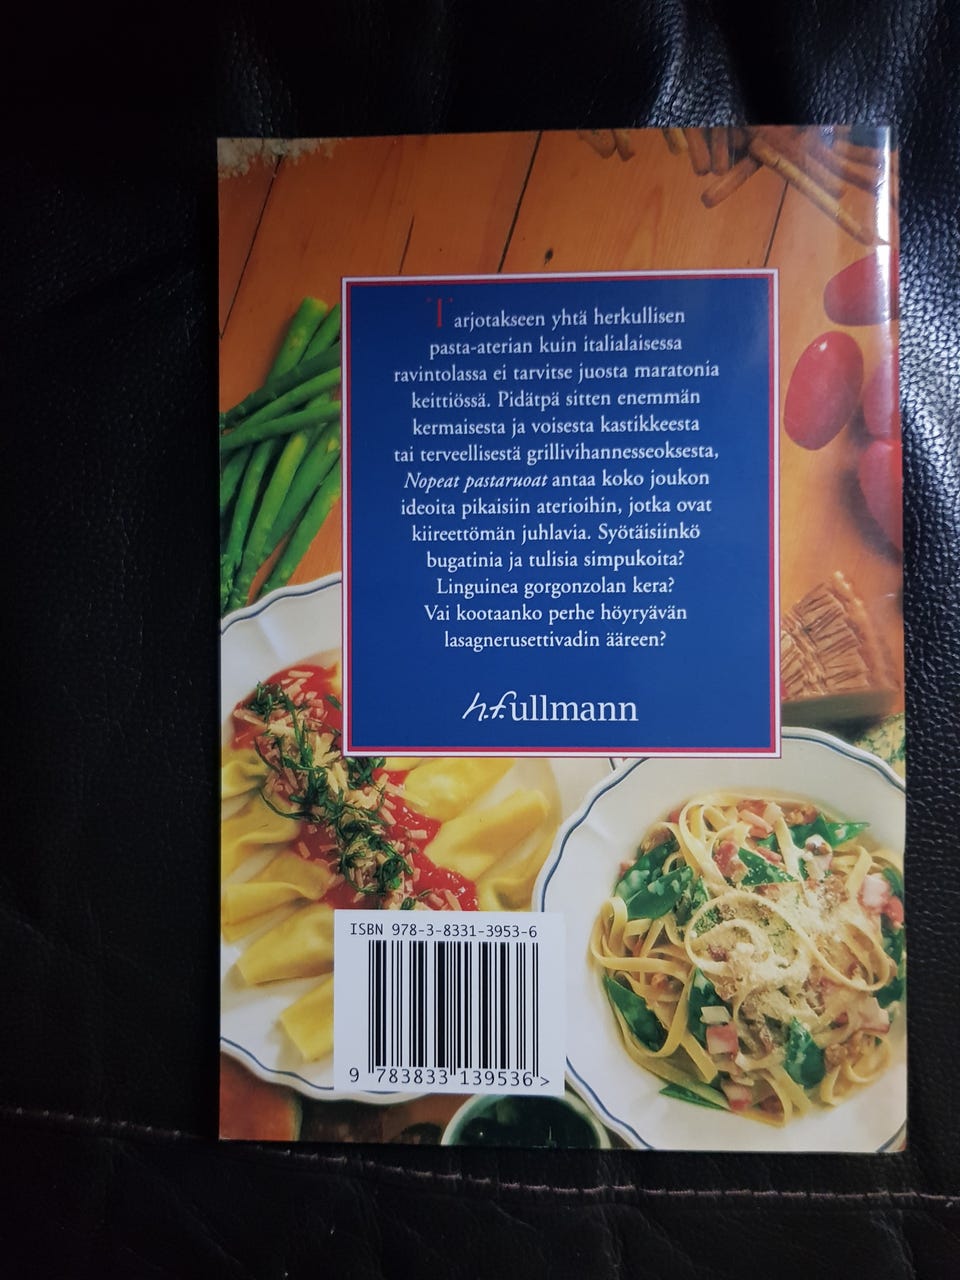 Tarjotakseen yhtä herkullisen
pasta-aterian kuin italialaisessa
ravintolassa ei tarvitse juosta maratonia
keittiössä. Pidätpä sitten enemmän
kermaisesta ja voisesta kastikkeesta
tai terveellisestä grillivihannesseoksesta,
Nopeat pastaruoat antaa koko joukon
ideoita pikaisiin aterioihin, jotka ovat
kiireettömän juhlavia. Syötäisiinkö
bugatinia ja tulisia simpukoita?
Linguinea gorgonzolan kera?
Vai kootaanko perhe höyryävän
lasagnerusettivadin ääreen?
h.f.ullmann
ISBN 978-3-8331-3953-6
9 783833 139536 >